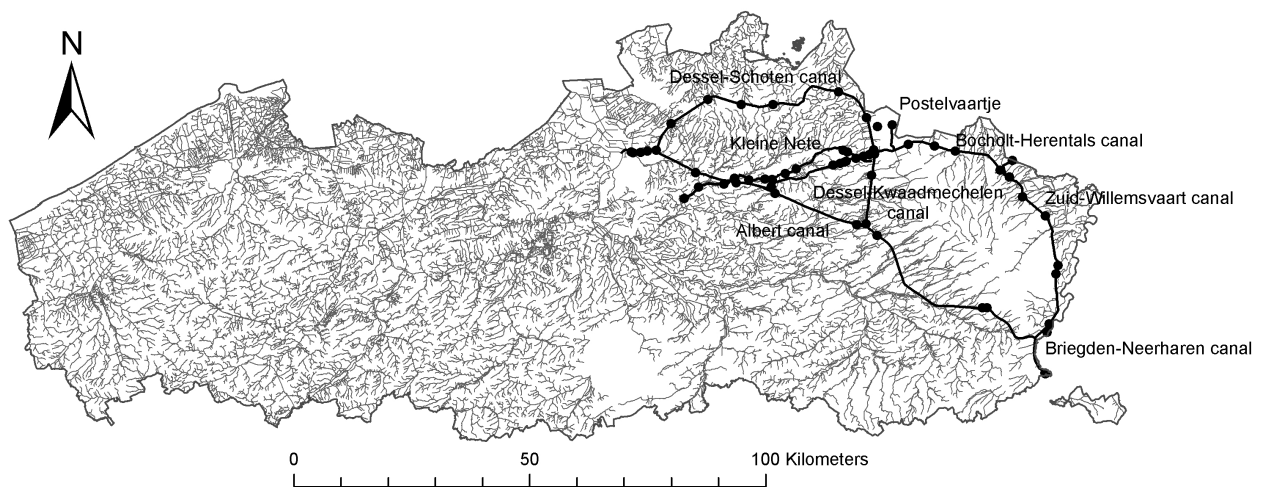 N
Dessel-Schoten canal
Postelvaartje
Kleine Nete
Bocholt-Herentals canal
Dessel-Kwaadmechelen
canal
Zuid-Willemsvaart canal
Albert canal
Briegden-Neerharen canal
0 50 100 Kilometers